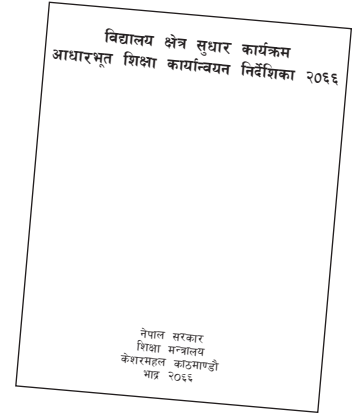 विद्यालय क्षेत्र सुधार कार्यक्रम
आधारभूत शिक्षा कार्यान्वयन निर्देशिका २०६६
नेपाल सरकार
शिक्षा मन्त्रालय
केशरमहल काठमाण्डौ
भाद्र २०६६